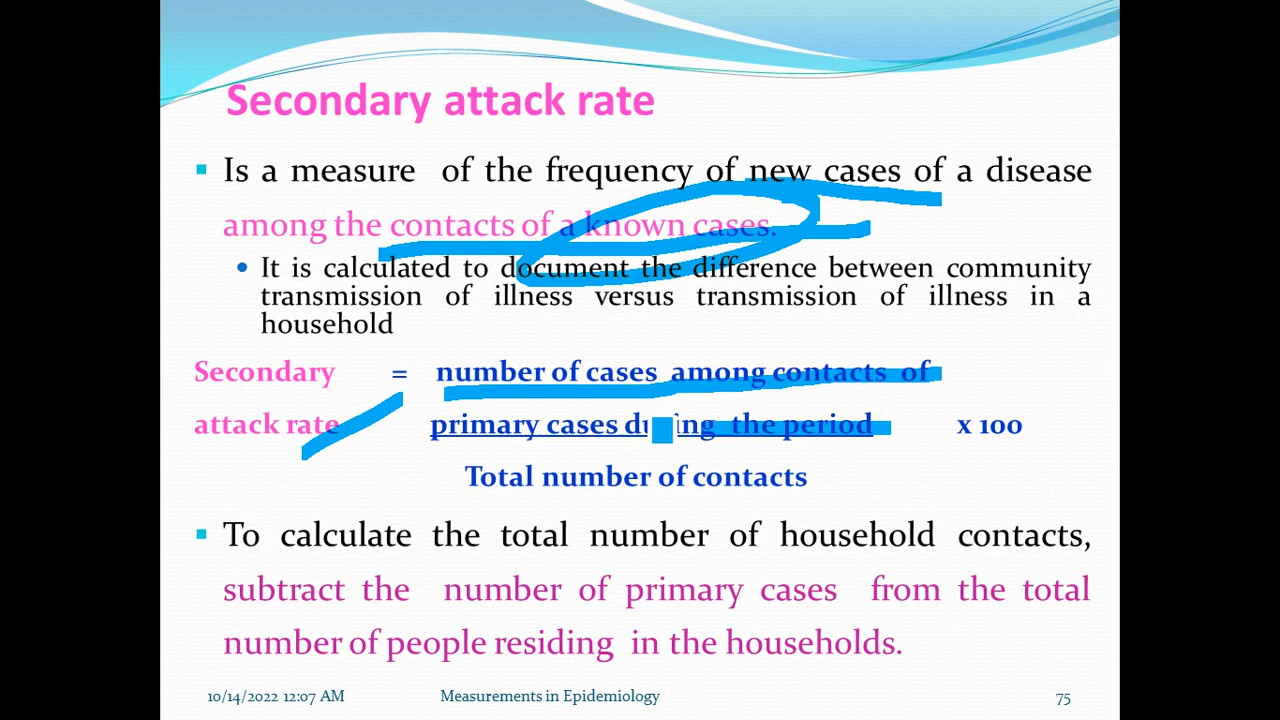 Secondary attack rate
Is a measure of the frequency of new cases of a disease
among the contacts of a known cases.
It is calculated to document the difference between community
transmission of illness versus transmission of illness in a
household
Secondary = number of cases among contacts of
attack rate primary cases during the period x 100
Total number of contacts
To calculate the total number of household contacts,
subtract the number of primary cases from the total
number of people residing in the households.
10/14/2022 12:07 AM Measurements in Epidemiology 75